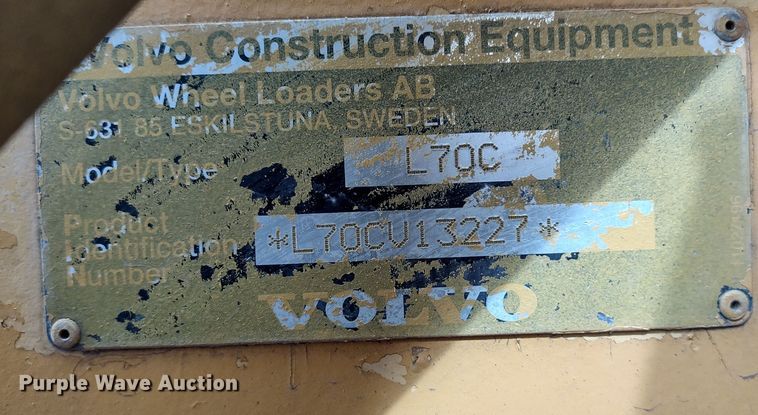 Volvo Construction Equipment
Volvo Wheel Loaders AB
S-631 85 ESKILSTUNA, SWEDEN
Model/Type
L70C
Product
Identification
Number
*L70CV13227*
VOLVO
Purple Wave Auction